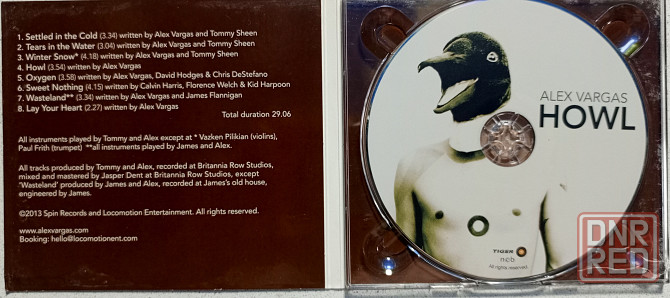 1. Settled in the Cold (3.34) written by Alex Vargas and Tommy Sheen
2. Tears in the Water (3.04) written by Alex Vargas and Tommy Sheen
3. Winter Snow* (4.18) written by Alex Vargas and Tommy Sheen
4. Howl (3.54) written by Alex Vargas
5. Oxygen (3.58) written by Alex Vargas, David Hodges & Chris DeStefano
6. Sweet Nothing (4.15) written by Calvin Harris, Florence Welch & Kid Harpoon
7. Wasteland** (3.34) written by Alex Vargas and James Flannigan
8. Lay Your Heart (2.27) written by Alex Vargas
Total duration 29.06
All instruments played by Tommy and Alex except at * Vazken Pilikian (violins),
Paul Frith (trumpet) **all instruments played by James and Alex.
All tracks produced by Tommy and Alex, recorded at Britannia Row Studios,
mixed and mastered by Jasper Dent at Britannia Row Studios, except
'Wasteland' produced by James and Alex, recorded at James's old house,
engineered by James.
©2013 Spin Records and Locomotion Entertainment. All rights reserved.
www.alexvargas.com
Booking: hello@locomotionent.com
ALEX VARGAS
HOWL
TIGER
ncb
All rights reserved
DNR
RED